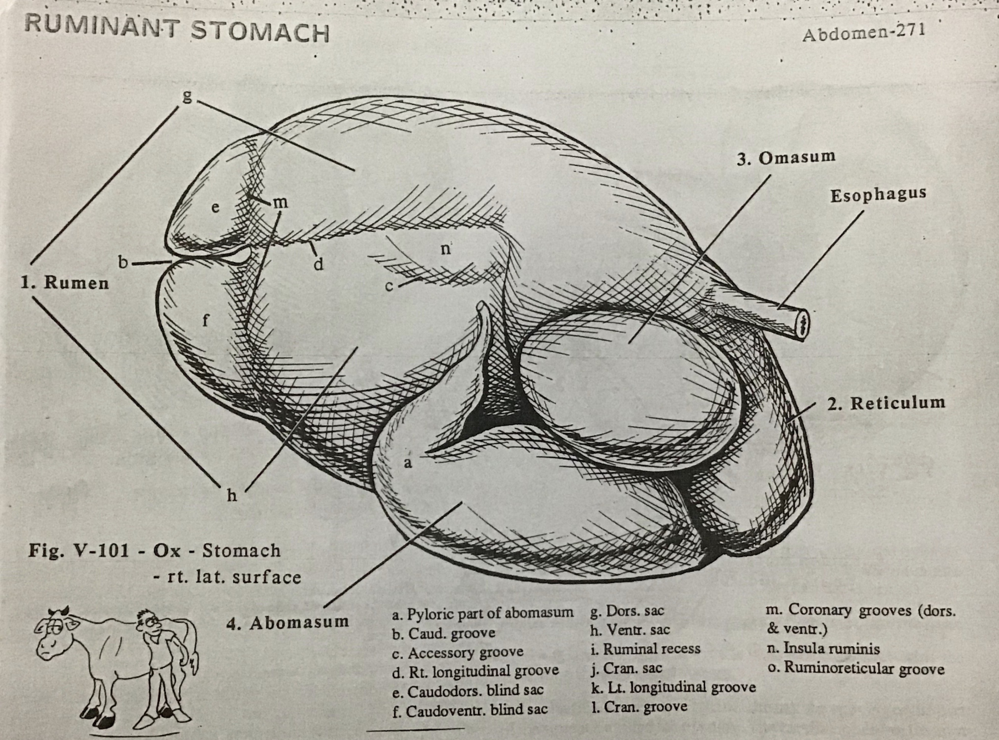 RUMINANT STOMACH
Abdomen-271
g
3. Omasum
Esophagus
e
m
n
b
d
1. Rumen
c
f
2. Reticulum
a
h
Fig. V-101 - Ox - Stomach
- rt. lat. surface
4. Abomasum
a. Pyloric part of abomasum
b. Caud. groove
c. Accessory groove
d. Rt. longitudinal groove
e. Caudodors. blind sac
f. Caudoventr. blind sac
g. Dors. sac
h. Ventr. sac
i. Ruminal recess
j. Cran. sac
k. Lt. longitudinal groove
l. Cran. groove
m. Coronary grooves (dors.
& ventr.)
n. Insula ruminis
o. Ruminoreticular groove